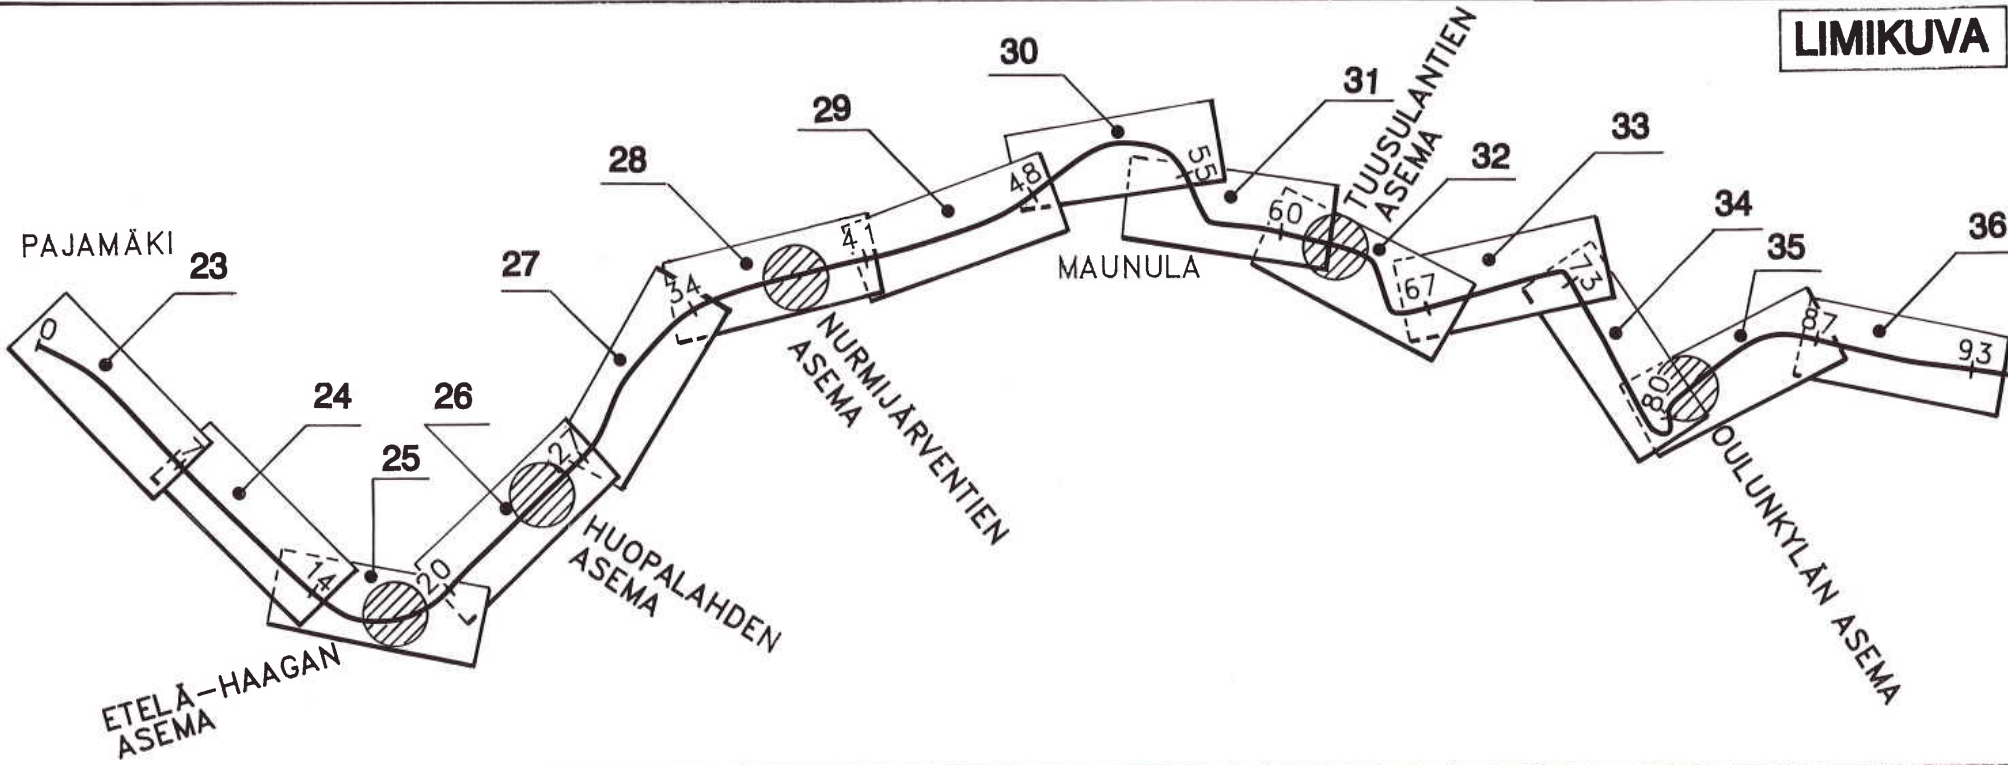 LIMIKUVA
PAJAMÄKI
23
24
25
26
27
28
29
30
31
32
33
34
35
36
0
7
14
20
27
34
41
48
55
60
67
73
80
87
93
ETELÄ-HAAGAN
ASEMA
HUOPALAHDEN
ASEMA
NURMIJÄRVENTIEN
ASEMA
MAUNULA
TUUSULANTIEN
ASEMA
OULUNKYLÄN ASEMA